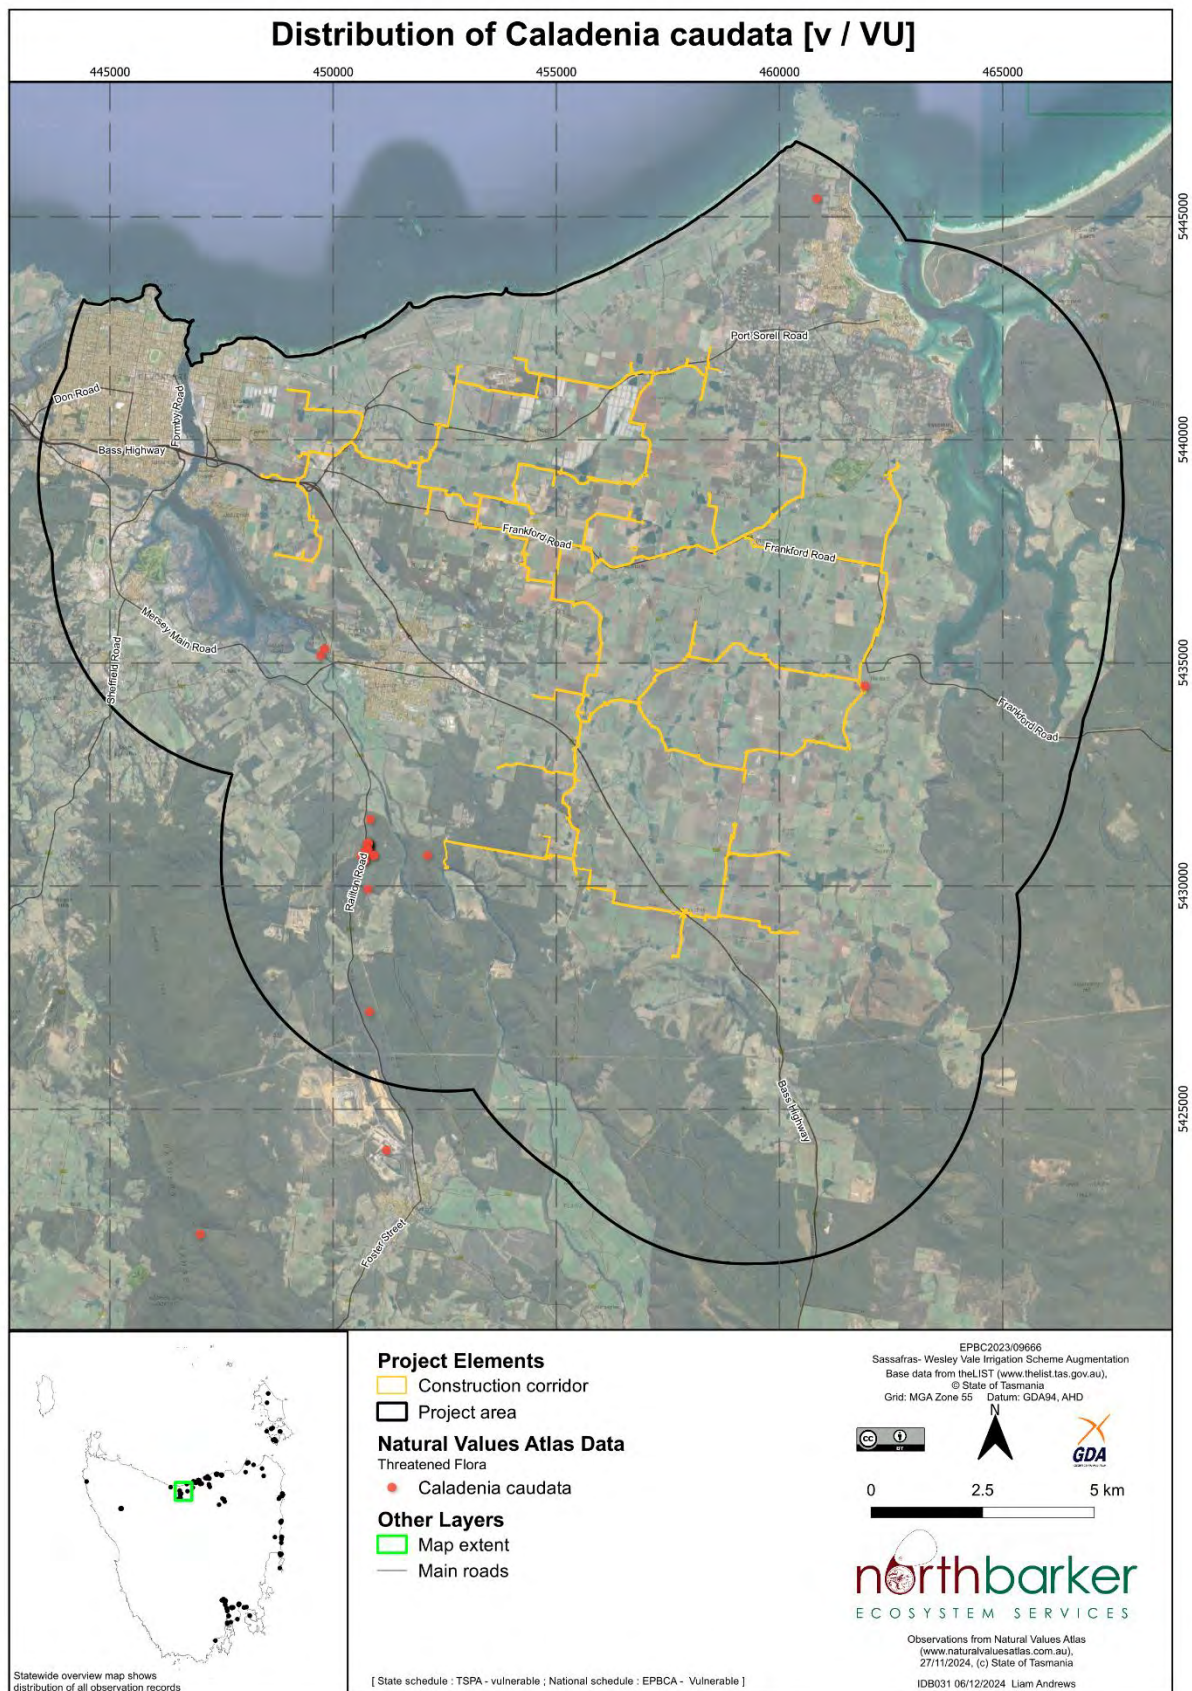 Distribution of Caladenia caudata [v / VU]
445000
450000
455000
460000
465000
5445000
5440000
5435000
5430000
5425000
Port Sorell Road
Don Road
Formby Road
Bass Highway
Frankford Road
Frankford Road
Mersey Main Road
Sheffield Road
Frankford Road
Railton Road
Bass Highway
Foster Street
Statewide overview map shows
distribution of all observation records
Project Elements
Construction corridor
Project area
Natural Values Atlas Data
Threatened Flora
Caladenia caudata
Other Layers
Map extent
Main roads
[ State schedule : TSPA - vulnerable ; National schedule : EPBCA - Vulnerable ]
EPBC2023/09666
Sassafras- Wesley Vale Irrigation Scheme Augmentation
Base data from theLIST (www.thelist.tas.gov.au),
© State of Tasmania
Grid: MGA Zone 55 Datum: GDA94, AHD
N
cc
BY
GDA
0 2.5 5 km
northbarker
ECOSYSTEM SERVICES
Observations from Natural Values Atlas
(www.naturalvaluesatlas.com.au),
27/11/2024, (c) State of Tasmania
IDB031 06/12/2024 Liam Andrews